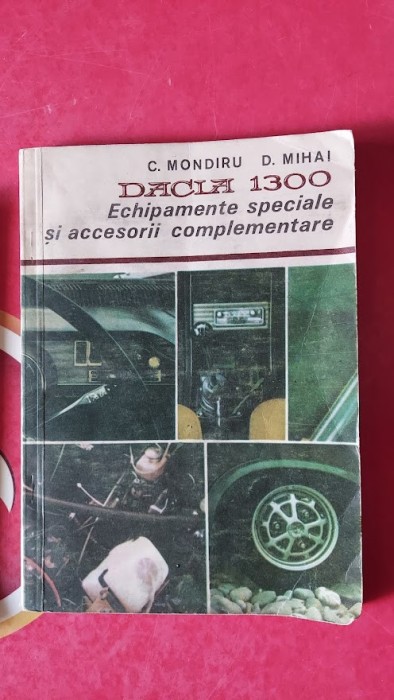 C. MONDIRU D. MIHAI
DACIA 1300
Echipamente speciale
și accesorii complementare